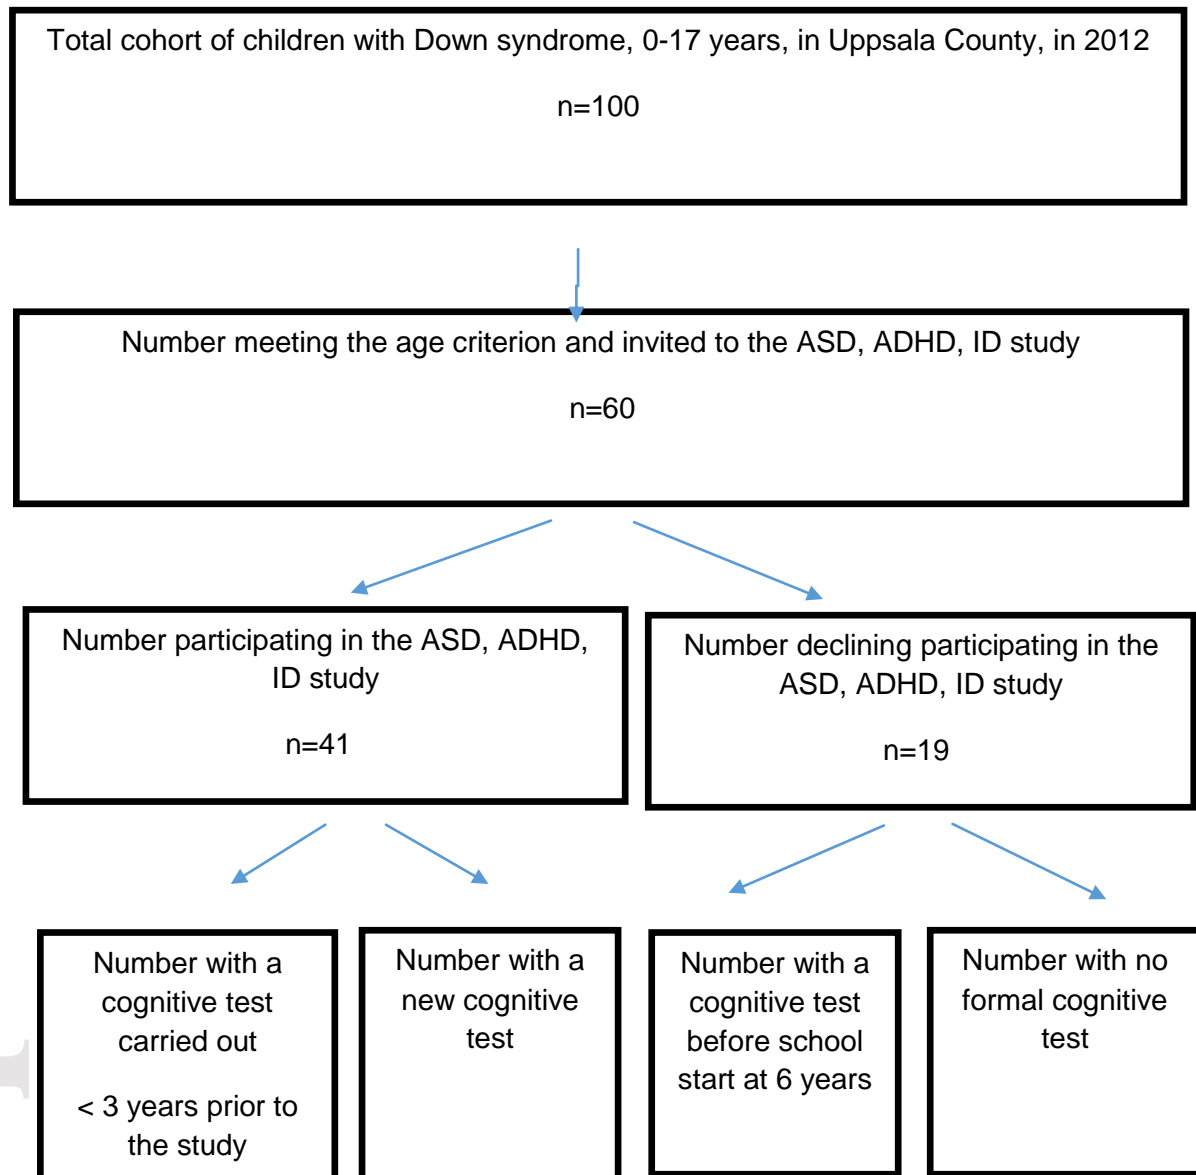 Total cohort of children with Down syndrome, 0-17 years, in Uppsala County, in 2012
n=100
Number meeting the age criterion and invited to the ASD, ADHD, ID study
n=60
Number participating in the ASD, ADHD,
ID study
n=41
Number declining participating in the
ASD, ADHD, ID study
n=19
Number with a
cognitive test
carried out
< 3 years prior to
the study
Number with a
new cognitive
test
Number with a
cognitive test
before school
start at 6 years
Number with no
formal cognitive
test